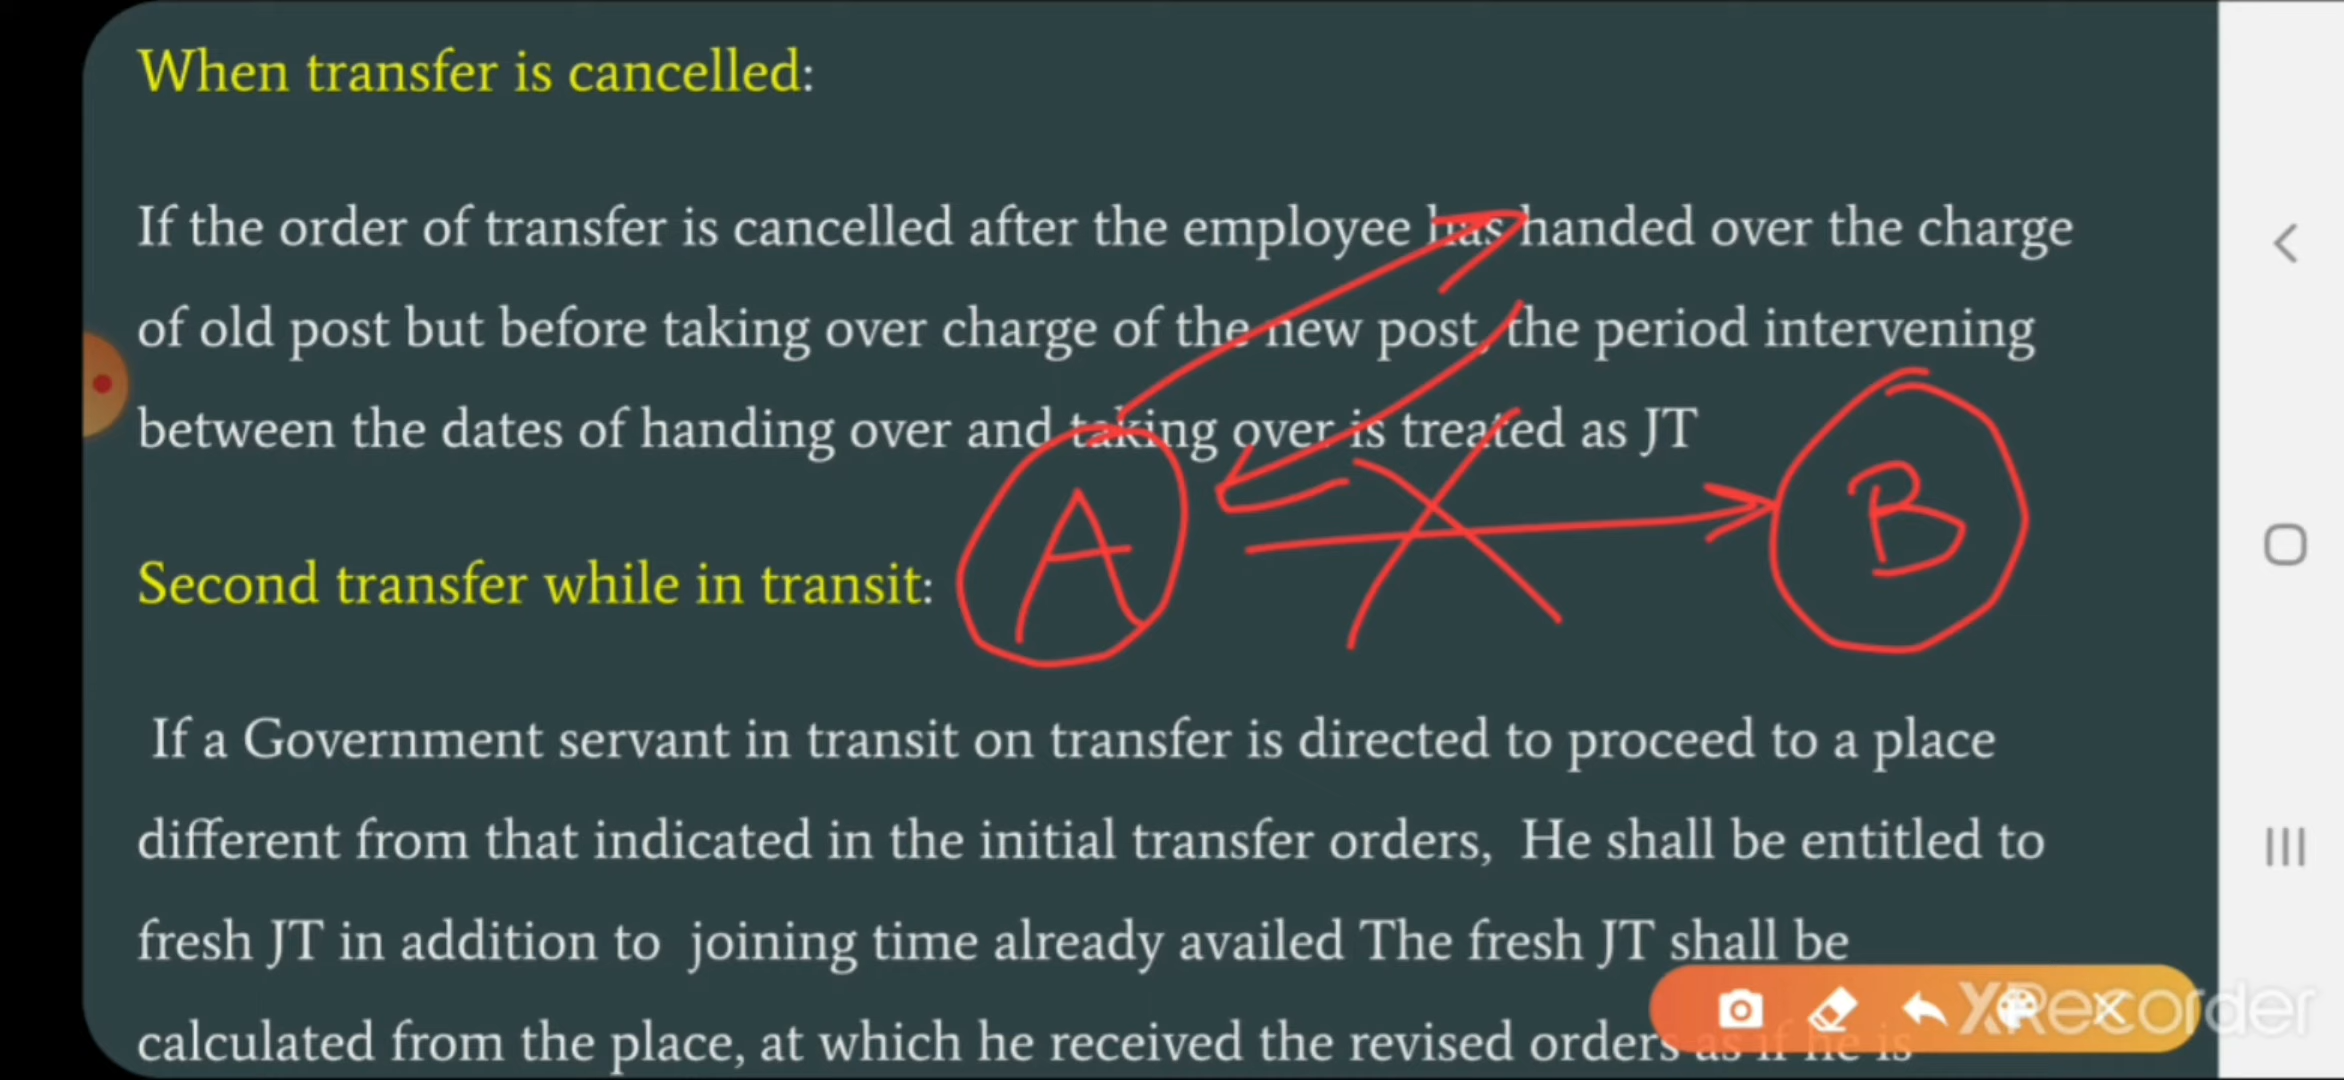 When transfer is cancelled:
If the order of transfer is cancelled after the employee has handed over the charge
of old post but before taking over charge of the new post, the period intervening
between the dates of handing over and taking over is treated as JT
A
B
Second transfer while in transit:
If a Government servant in transit on transfer is directed to proceed to a place
different from that indicated in the initial transfer orders, He shall be entitled to
fresh JT in addition to joining time already availed The fresh JT shall be
calculated from the place, at which he received the revised orders as if he is
XRecorder